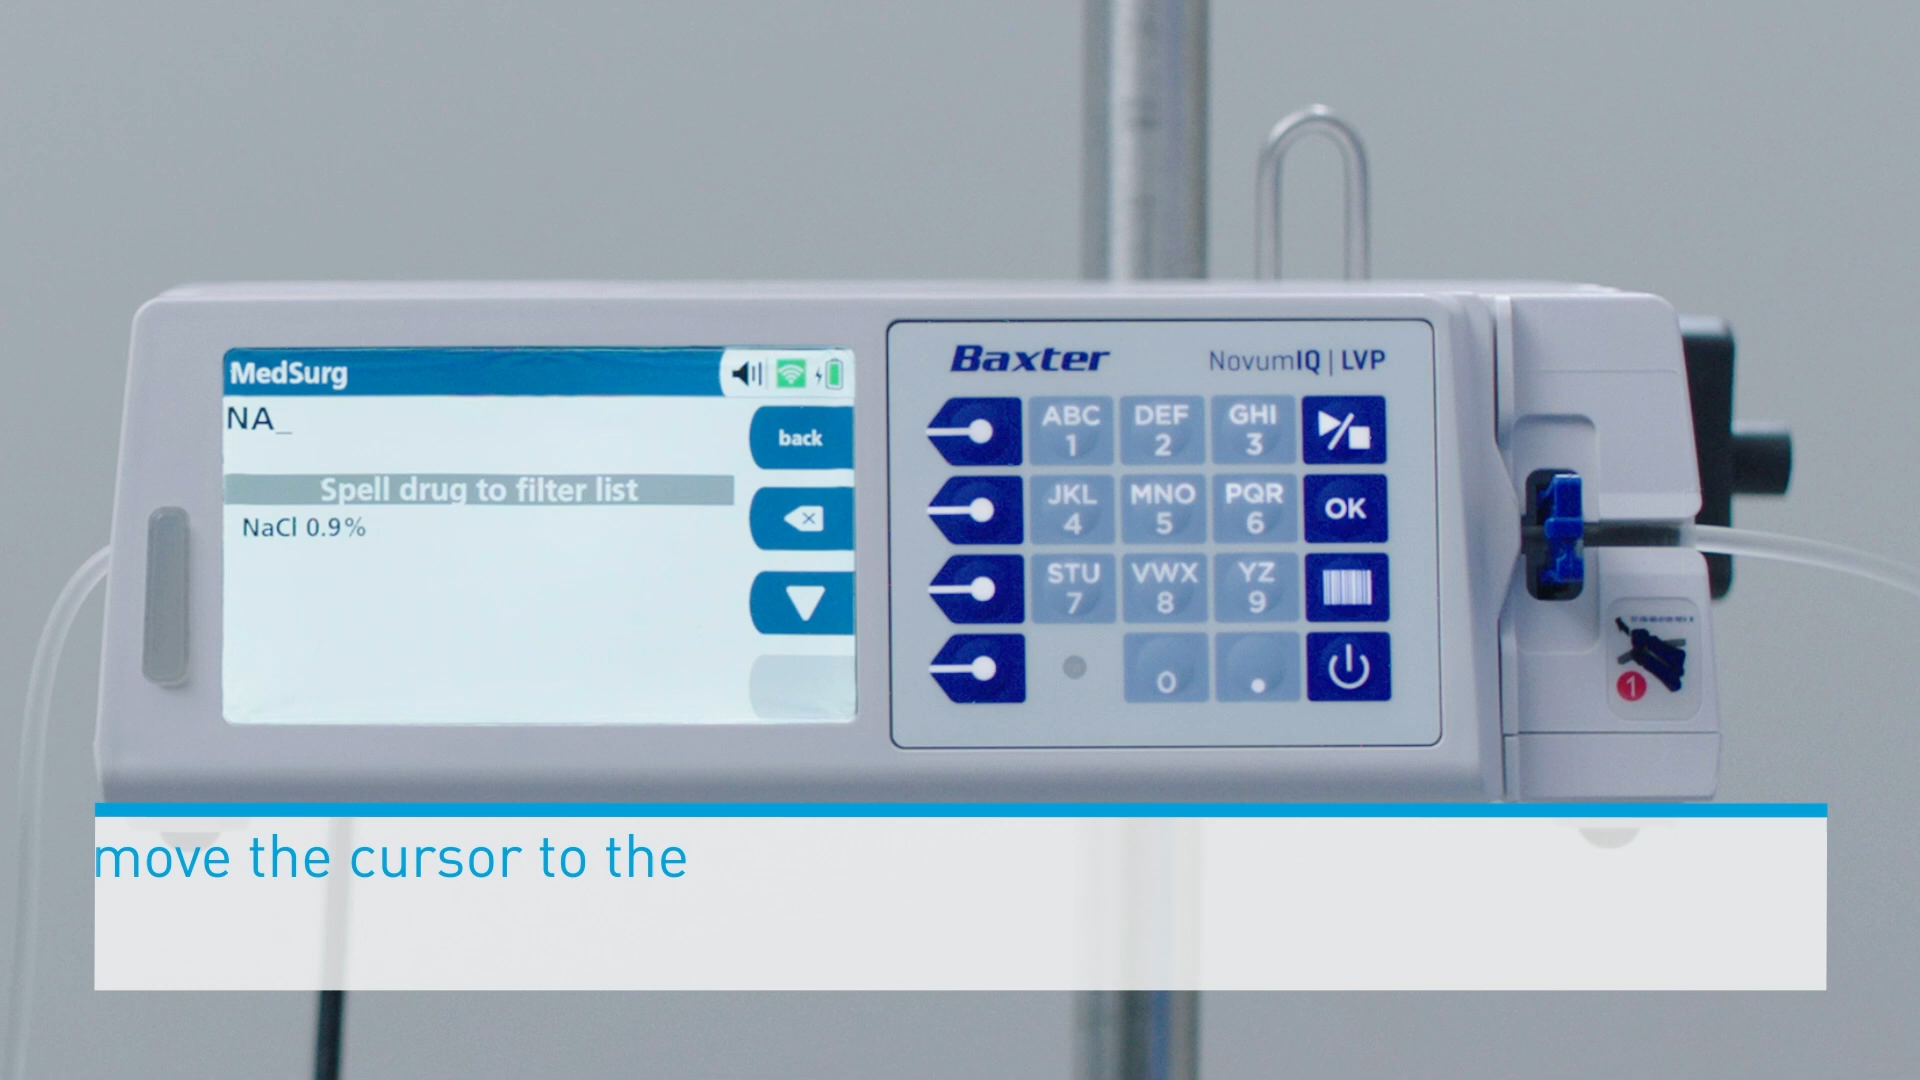 MedSurg
NA_
back
Spell drug to filter list
NaCl 0.9%
Baxter
NovumIQ | LVP
ABC
1
DEF
2
GHI
3
JKL
4
MNO
5
PQR
6
OK
STU
7
VWX
8
YZ
9
0
.
1
move the cursor to the